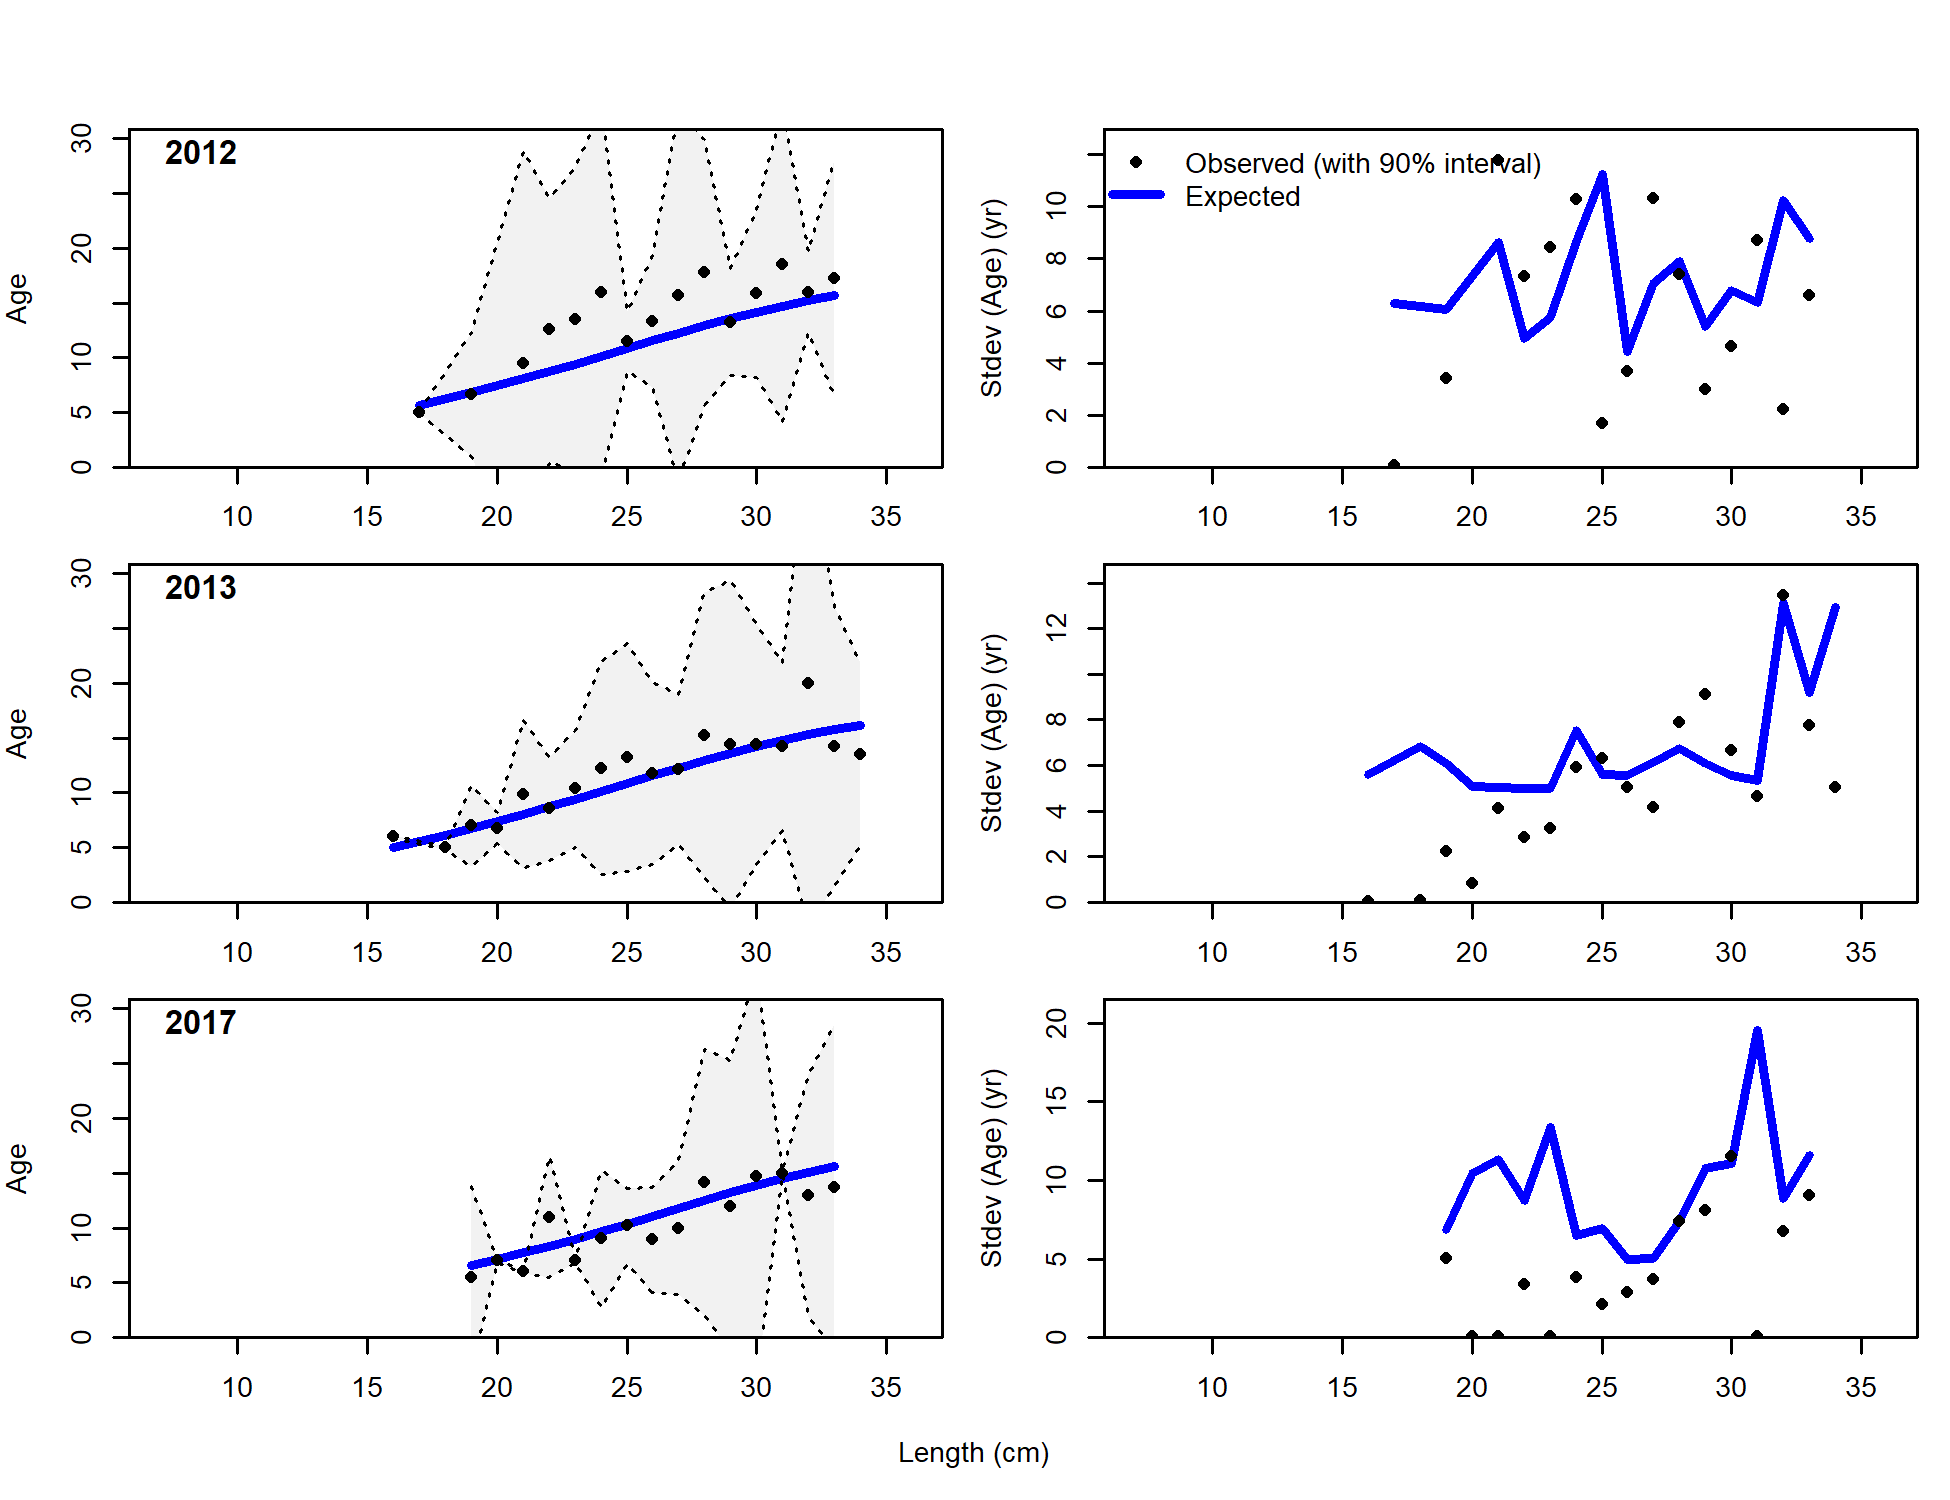 2012
Age
0 5 10 20 30
10 15 20 25 30 35
Observed (with 90% interval)
Expected
Stdev (Age) (yr)
0 2 4 6 8 10
10 15 20 25 30 35
2013
Age
0 5 10 20 30
10 15 20 25 30 35
Stdev (Age) (yr)
0 2 4 6 8 12
10 15 20 25 30 35
2017
Age
0 5 10 20 30
10 15 20 25 30 35
Stdev (Age) (yr)
0 5 10 15 20
10 15 20 25 30 35
Length (cm)